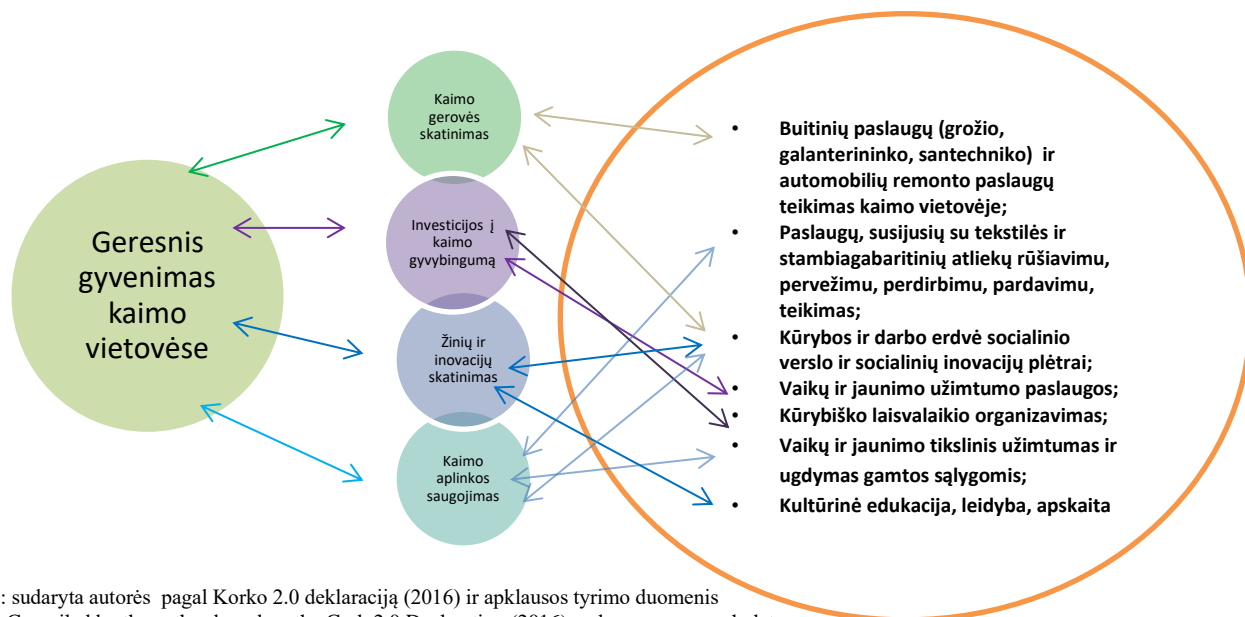 Geresnis
gyvenimas
kaimo
vietovėse
Kaimo
gerovės
skatinimas
Investicijos į
kaimo
gyvybingumą
Žinių ir
inovacijų
skatinimas
Kaimo
aplinkos
saugojimas
• Buitinių paslaugų (grožio,
galanterininko, santechniko) ir
automobilių remonto paslaugų
teikimas kaimo vietovėje;
• Paslaugų, susijusių su tekstilės ir
stambiagabaritinių atliekų rūšiavimu,
pervežimu, perdirbimu, pardavimu,
teikimas;
• Kūrybos ir darbo erdvė socialinio
verslo ir socialinių inovacijų plėtrai;
• Vaikų ir jaunimo užimtumo paslaugos;
• Kūrybiško laisvalaikio organizavimas;
• Vaikų ir jaunimo tikslinis užimtumas ir
ugdymas gamtos sąlygomis;
• Kultūrinė edukacija, leidyba, apskaita
: sudaryta autorės pagal Korko 2.0 deklaraciją (2016) ir apklausos tyrimo duomenis